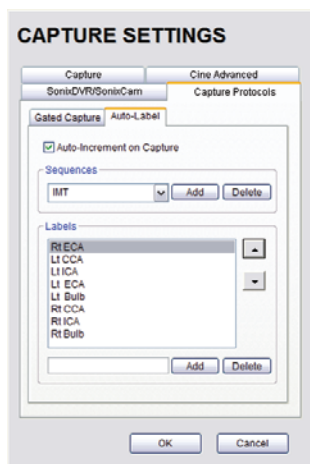 CAPTURE SETTINGS
Capture Cine Advanced
SonixDVR/SonixCam Capture Protocols
Gated Capture Auto-Label
Auto-Increment on Capture
Sequences
IMT Add Delete
Labels
Rt ECA
Lt CCA
Lt ICA
Lt ECA
Lt Bulb
Rt CCA
Rt ICA
Rt Bulb
Add Delete
OK Cancel